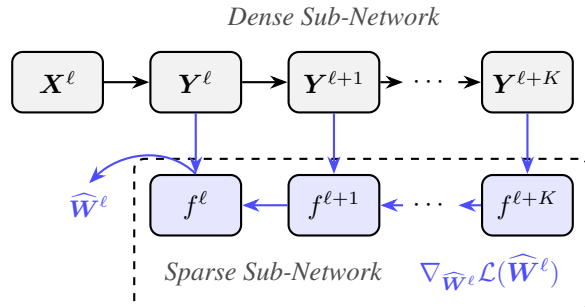 Dense Sub-Network
X^ℓ Y^ℓ Y^{ℓ+1} ··· Y^{ℓ+K}
Ŵ^ℓ f^ℓ f^{ℓ+1} ··· f^{ℓ+K}
Sparse Sub-Network ∇_{Ŵ^ℓ} ℒ(Ŵ^ℓ)